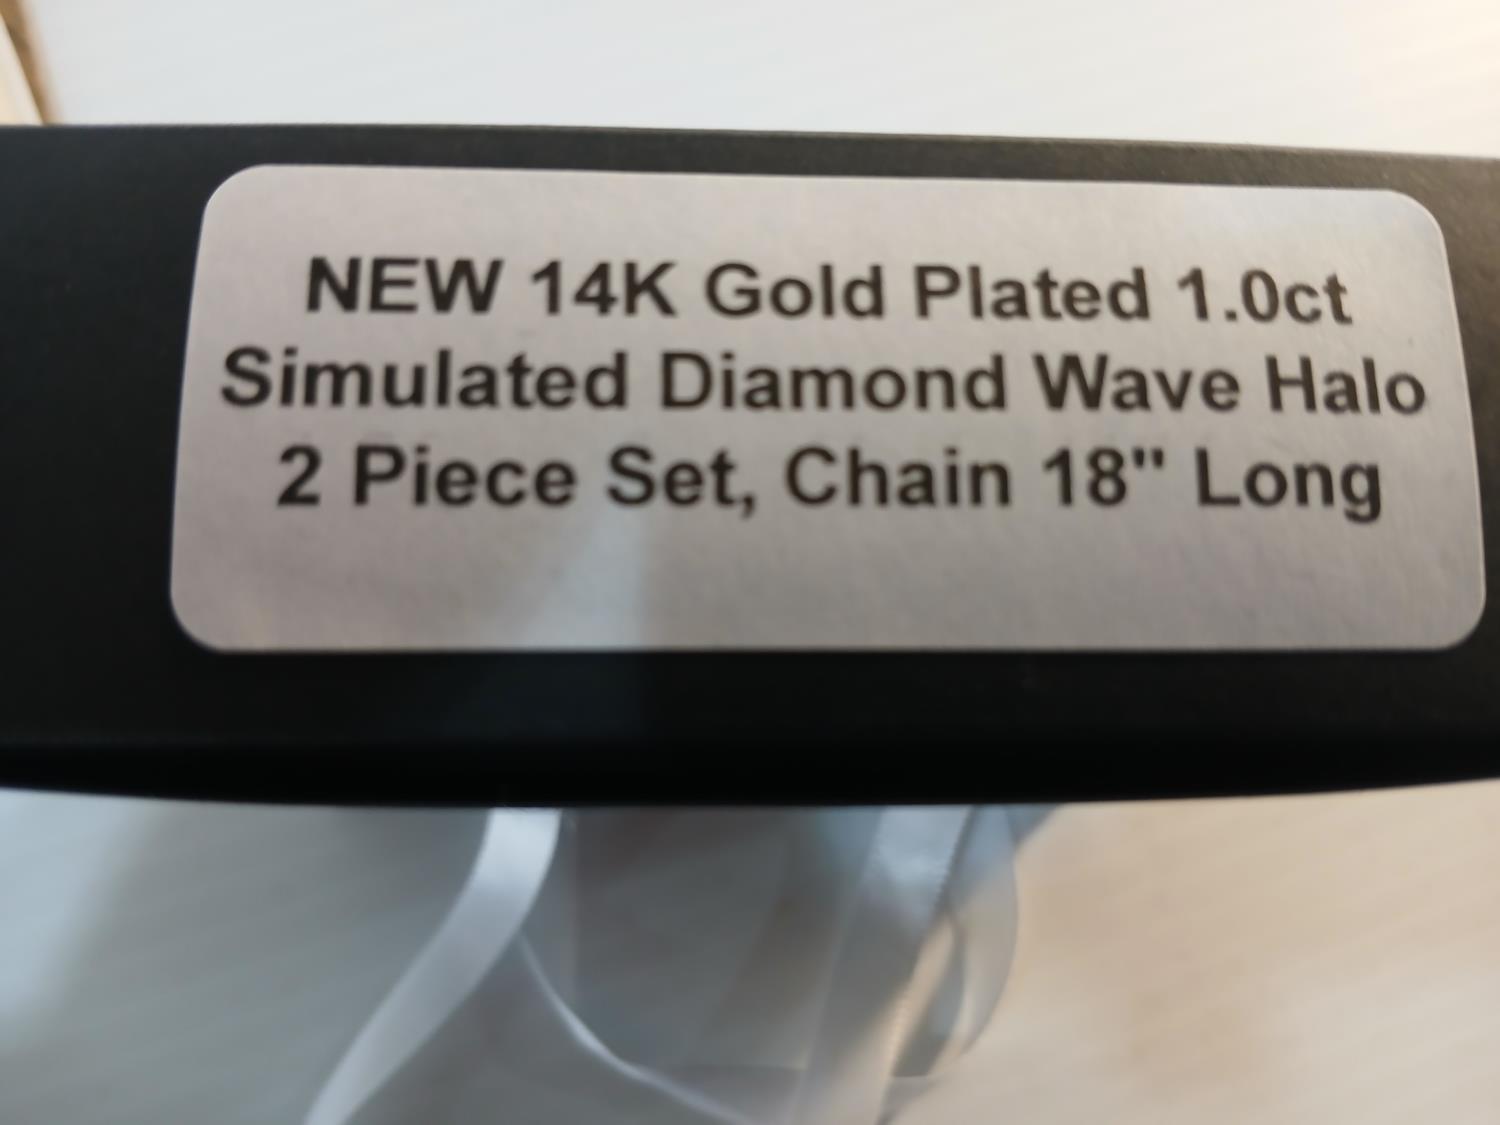 NEW 14K Gold Plated 1.0ct
Simulated Diamond Wave Halo
2 Piece Set, Chain 18" Long